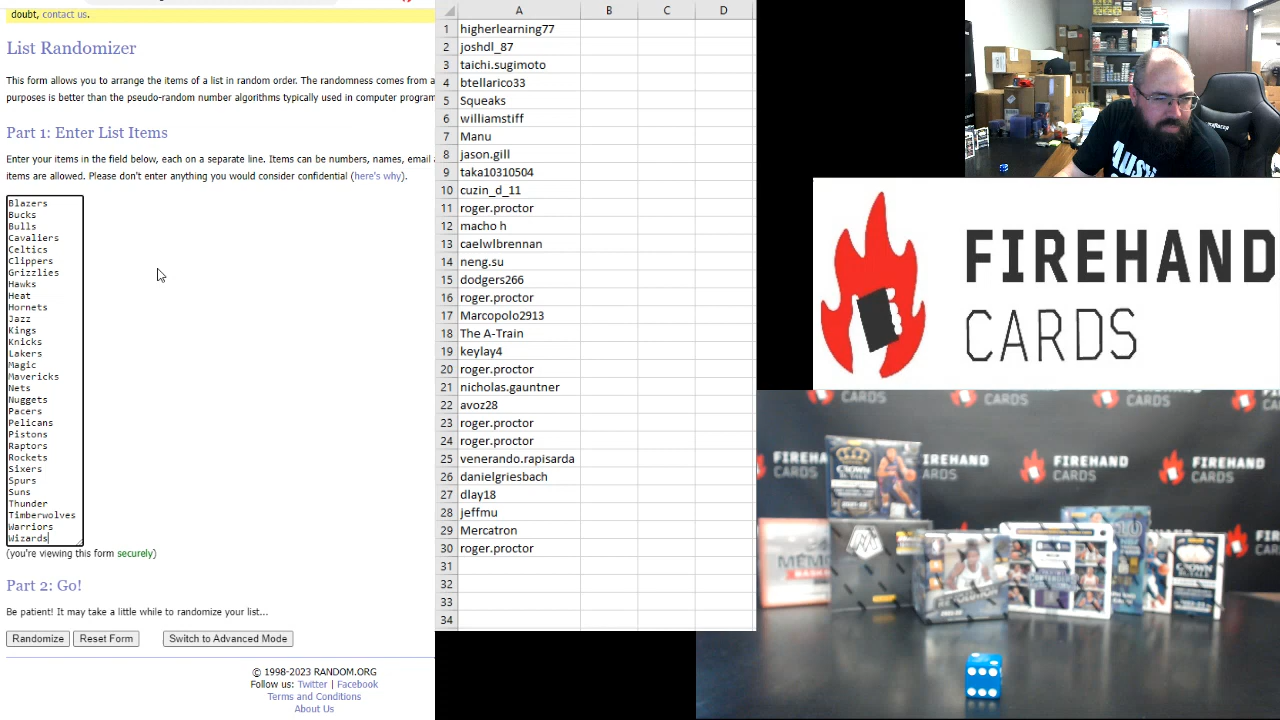 doubt, contact us.
List Randomizer
This form allows you to arrange the items of a list in random order. The randomness comes from a
purposes is better than the pseudo-random number algorithms typically used in computer program
Part 1: Enter List Items
Enter your items in the field below, each on a separate line. Items can be numbers, names, email
items are allowed. Please don't enter anything you would consider confidential (here's why).
Blazers
Bucks
Bulls
Cavaliers
Celtics
Clippers
Grizzlies
Hawks
Heat
Hornets
Jazz
Kings
Knicks
Lakers
Magic
Mavericks
Nets
Nuggets
Pacers
Pelicans
Pistons
Raptors
Rockets
Sixers
Spurs
Suns
Thunder
Timberwolves
Warriors
Wizards
(you're viewing this form securely)
Part 2: Go!
Be patient! It may take a little while to randomize your list...
Randomize Reset Form Switch to Advanced Mode
© 1998-2023 RANDOM.ORG
Follow us: Twitter | Facebook
Terms and Conditions
About Us
A B C D
1 higherlearning77
2 joshdl_87
3 taichi.sugimoto
4 btellarico33
5 Squeaks
6 williamstiff
7 Manu
8 jason.gill
9 taka10310504
10 cuzin_d_11
11 roger.proctor
12 macho h
13 caelwlbrennan
14 neng.su
15 dodgers266
16 roger.proctor
17 Marcopolo2913
18 The A-Train
19 keylay4
20 roger.proctor
21 nicholas.gauntner
22 avoz28
23 roger.proctor
24 roger.proctor
25 venerando.rapisarda
26 danielgriesbach
27 dlay18
28 jeffmu
29 Mercatron
30 roger.proctor
31
32
33
34
FIREHAND
CARDS
FIREHAND
CARDS
FIREHAND
CARDS
FIREHAND
CARDS
CROWN
ROYALE